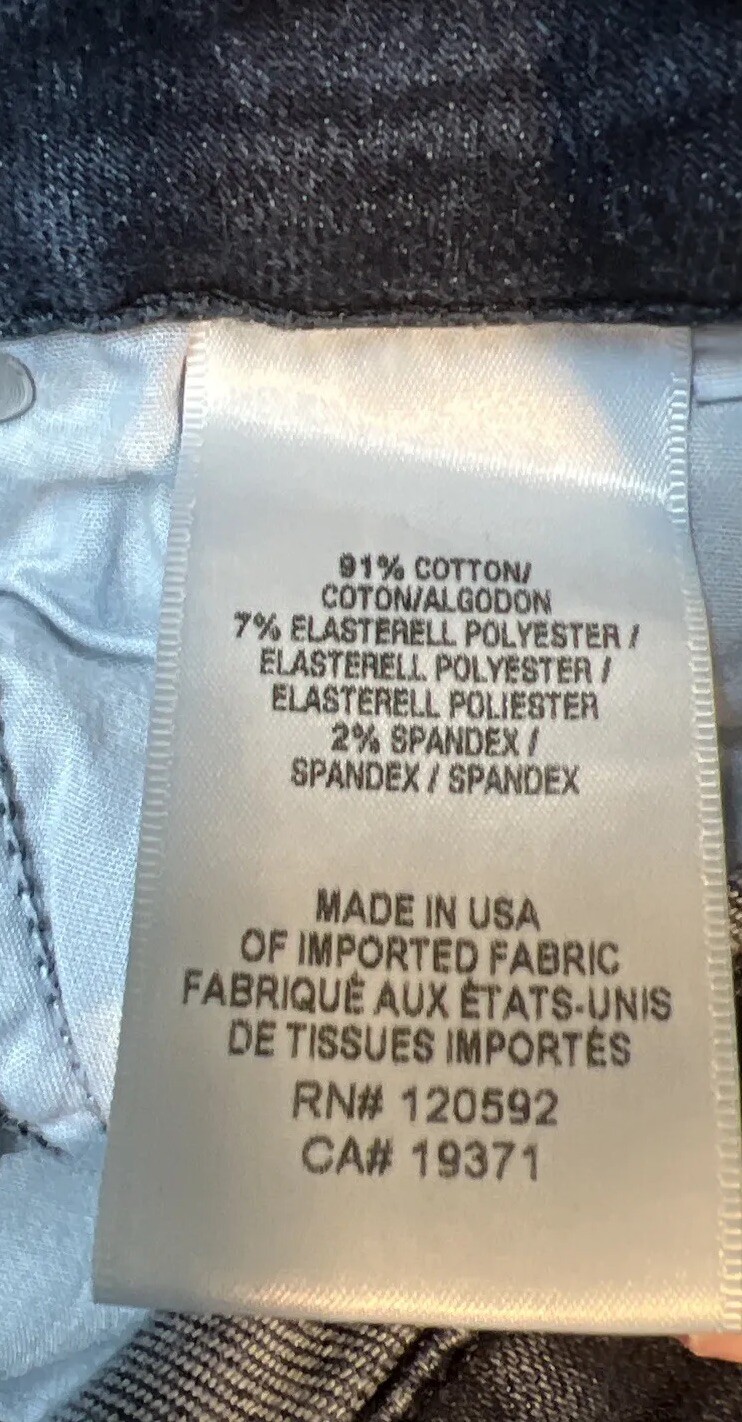 91% COTTON/
COTON/ALGODON
7% ELASTERELL POLYESTER /
ELASTERELL POLYESTER /
ELASTERELL POLIESTER
2% SPANDEX /
SPANDEX / SPANDEX
MADE IN USA
OF IMPORTED FABRIC
FABRIQUÉ AUX ÉTATS-UNIS
DE TISSUES IMPORTÉS
RN# 120592
CA# 19371